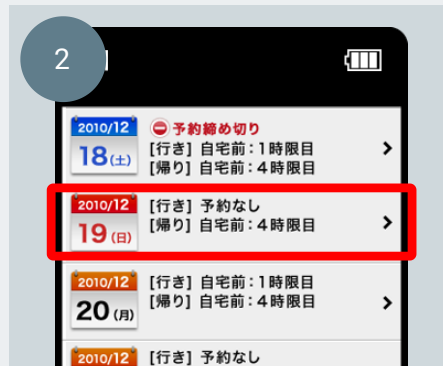 2
2010/12
18(土)
予約締め切り
[行き] 自宅前:1時限目
[帰り] 自宅前:4時限目
2010/12
19(日)
[行き] 予約なし
[帰り] 自宅前:4時限目
2010/12
20(月)
[行き] 自宅前:1時限目
[帰り] 自宅前:4時限目
2010/12
[行き] 予約なし